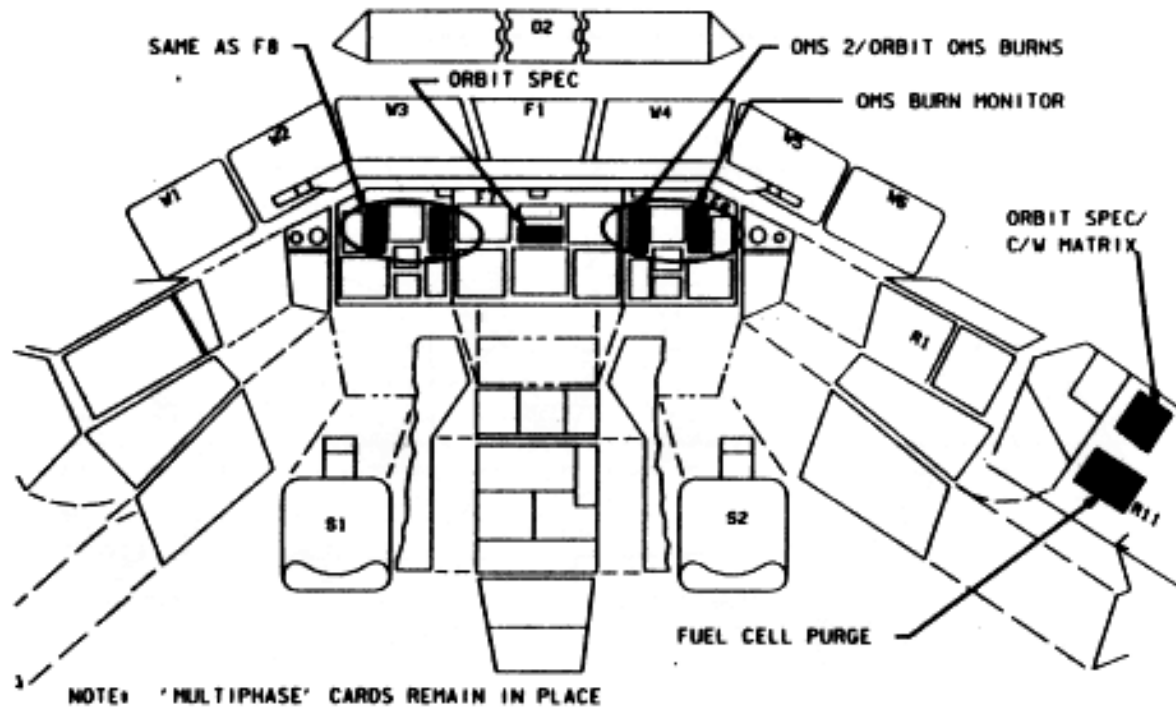 O2
SAME AS F8
OMS 2/ORBIT OMS BURNS
ORBIT SPEC
OMS BURN MONITOR
W3
F1
W4
W2
W5
W1
W6
ORBIT SPEC/
C/W MATRIX
R1
R11
S1
S2
FUEL CELL PURGE
NOTE: 'MULTIPHASE' CARDS REMAIN IN PLACE